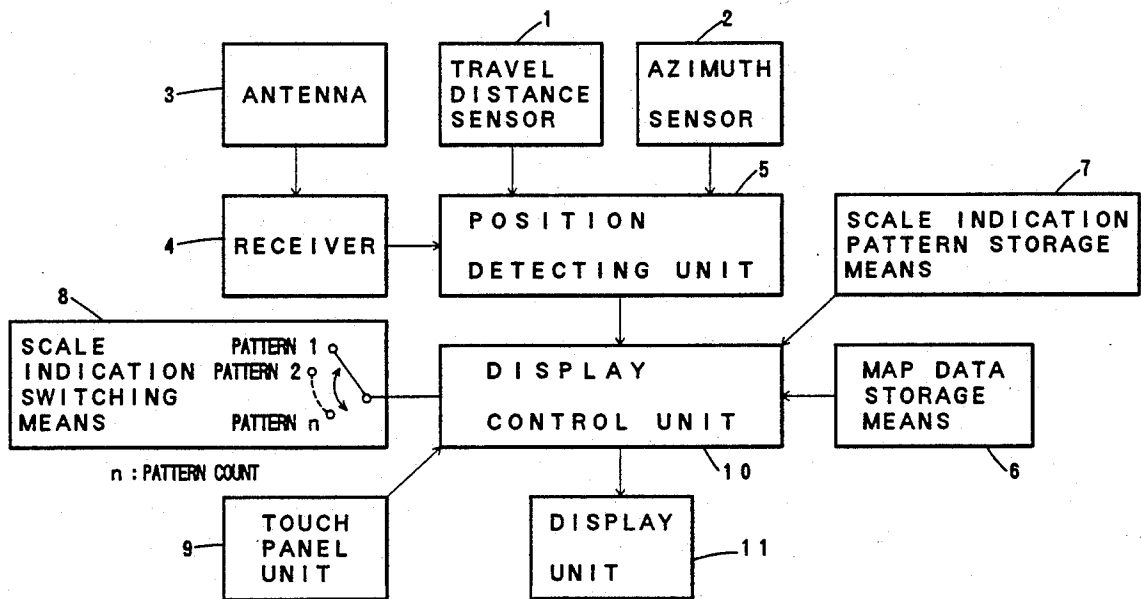 1
2
3
ANTENNA
TRAVEL
DISTANCE
SENSOR
AZIMUTH
SENSOR
5
7
4
RECEIVER
POSITION
DETECTING UNIT
SCALE INDICATION
PATTERN STORAGE
MEANS
8
SCALE
INDICATION
SWITCHING
MEANS
PATTERN 1
PATTERN 2
PATTERN n
n : PATTERN COUNT
DISPLAY
CONTROL UNIT
10
MAP DATA
STORAGE
MEANS
6
9
TOUCH
PANEL
UNIT
DISPLAY
UNIT
11